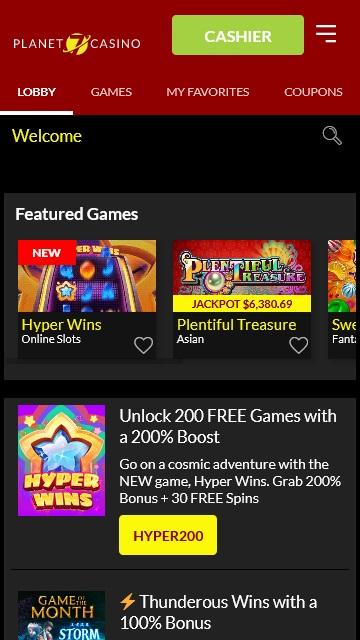 PLANET 7 CASINO
CASHIER
LOBBY
GAMES
MY FAVORITES
COUPONS
Welcome
Featured Games
NEW
Hyper Wins
Online Slots
PLENTIFUL
TREASURE
JACKPOT $6,380.69
Plentiful Treasure
Asian
Swe
Fanta
HYPER
WINS
Unlock 200 FREE Games with
a 200% Boost
Go on a cosmic adventure with the
NEW game, Hyper Wins. Grab 200%
Bonus + 30 FREE Spins
HYPER200
GAME OF THE
MONTH
STORM
⚡ Thunderous Wins with a
100% Bonus